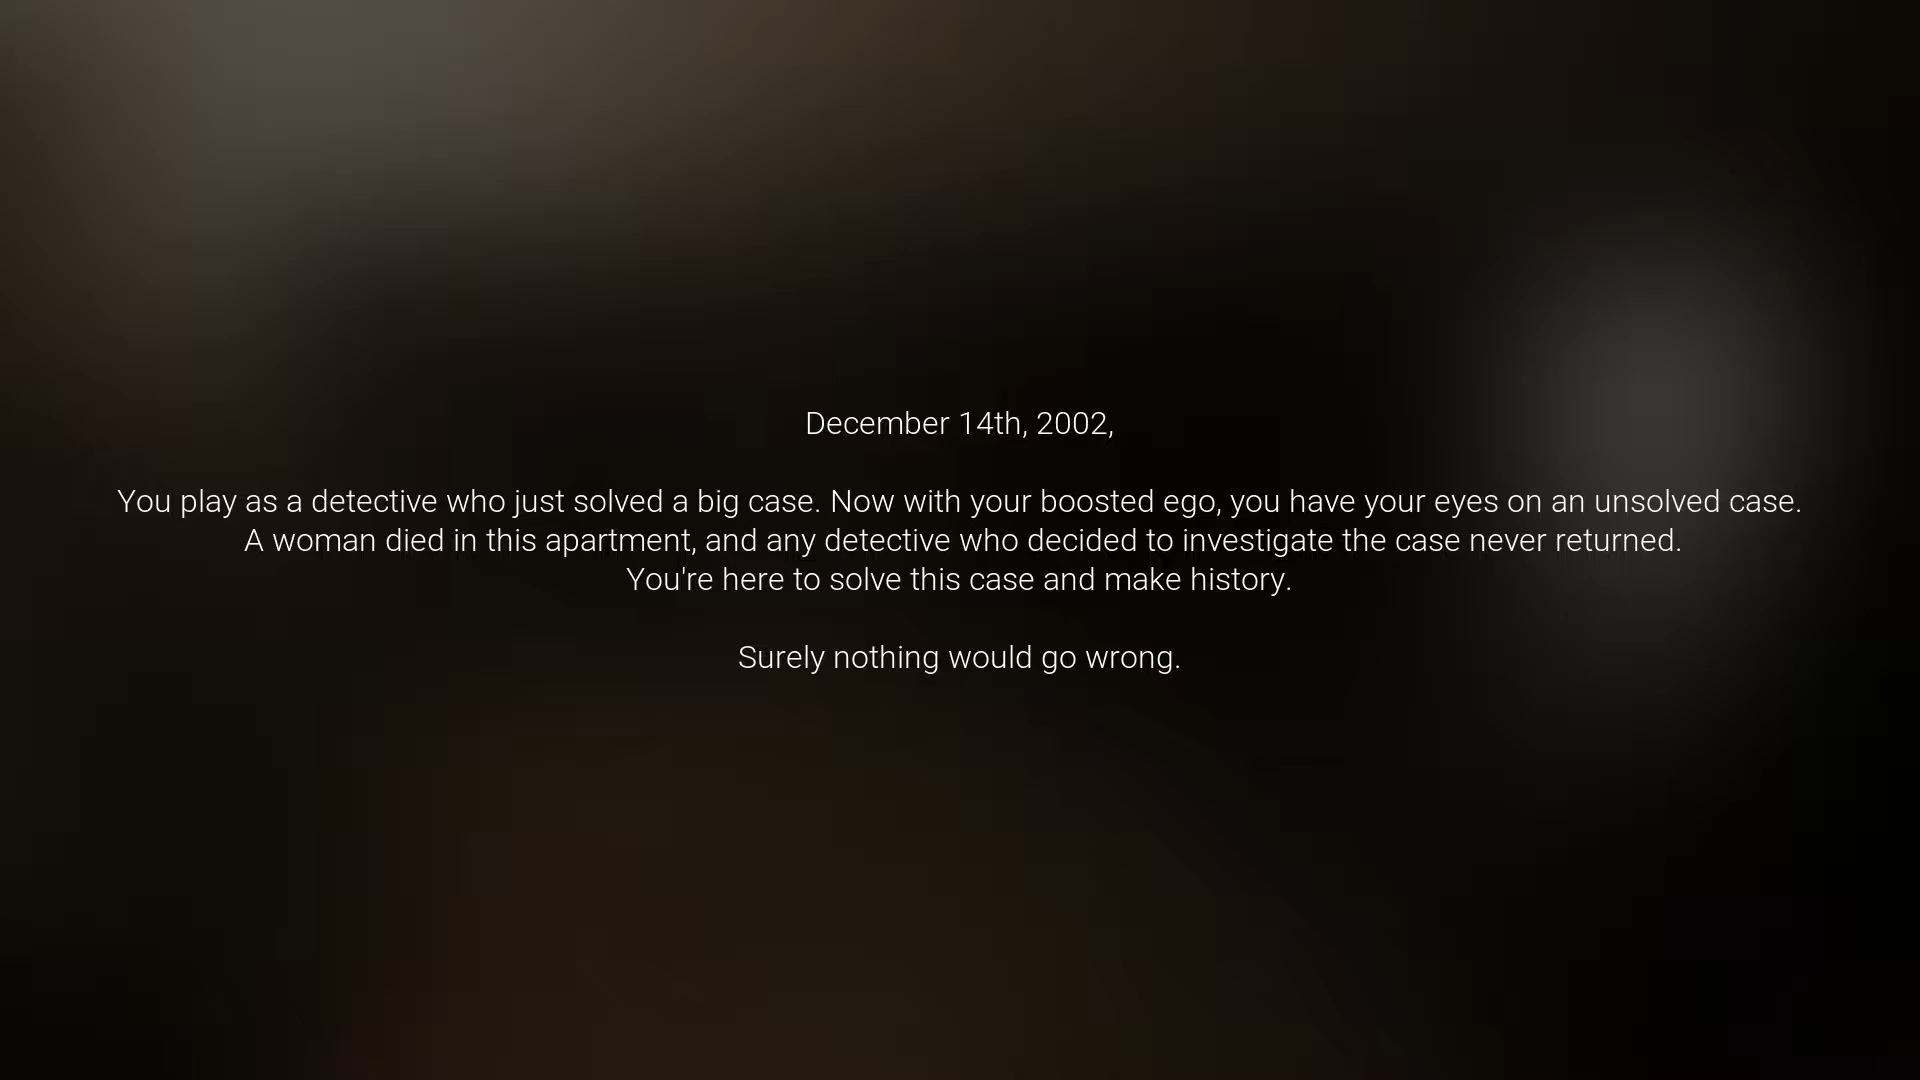 December 14th, 2002,
You play as a detective who just solved a big case. Now with your boosted ego, you have your eyes on an unsolved case.
A woman died in this apartment, and any detective who decided to investigate the case never returned.
You're here to solve this case and make history.
Surely nothing would go wrong.